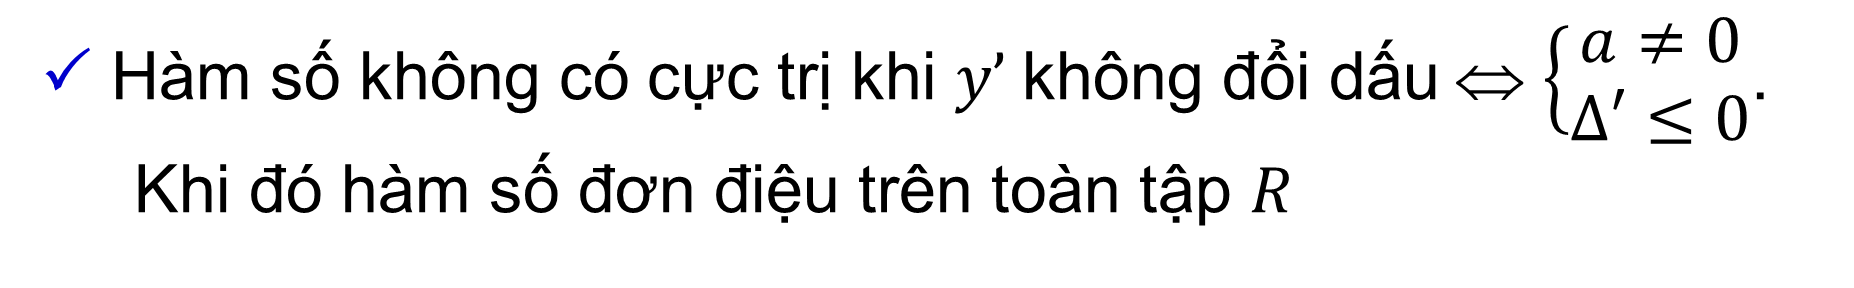 ✓ Hàm số không có cực trị khi y’ không đổi dấu ⟺ {a ≠ 0
Δ′ ≤ 0.
Khi đó hàm số đơn điệu trên toàn tập R